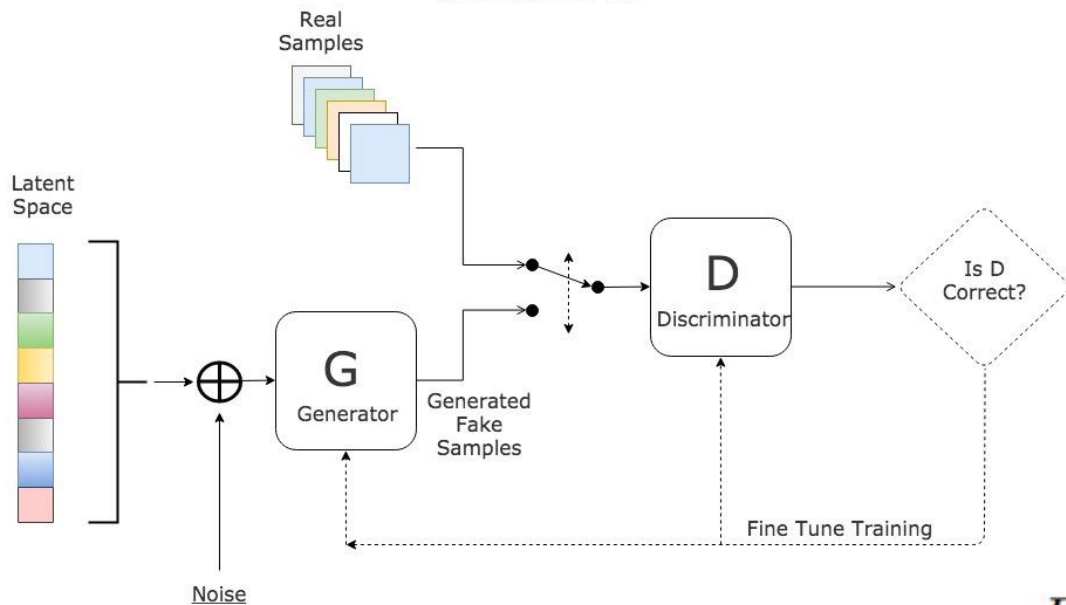 Real
Samples
Latent
Space
D
Discriminator
Is D
Correct?
G
Generator
Generated
Fake
Samples
Fine Tune Training
Noise